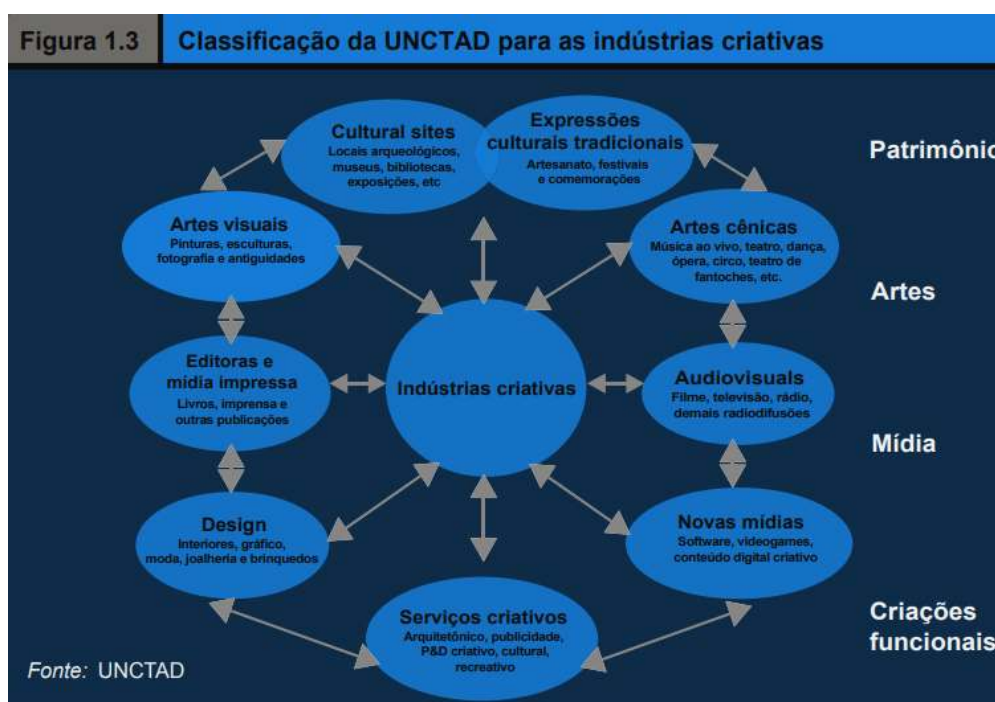 Figura 1.3
Classificação da UNCTAD para as indústrias criativas
Cultural sites
Locais arqueológicos,
museus, bibliotecas,
exposições, etc
Expressões
culturais tradicionais
Artesanato, festivais
e comemorações
Patrimônio
Artes visuais
Pinturas, esculturas,
fotografia e antiguidades
Artes cênicas
Música ao vivo, teatro, dança,
ópera, circo, teatro de
fantoches, etc.
Artes
Editoras e
mídia impressa
Livros, imprensa e
outras publicações
Indústrias criativas
Audiovisuals
Filme, televisão, rádio,
demais radiodifusões
Mídia
Design
Interiores, gráfico,
moda, joalheria e brinquedos
Novas mídias
Software, videogames,
conteúdo digital criativo
Serviços criativos
Arquitetônico, publicidade,
P&D criativo, cultural,
recreativo
Criações
funcionais
Fonte: UNCTAD